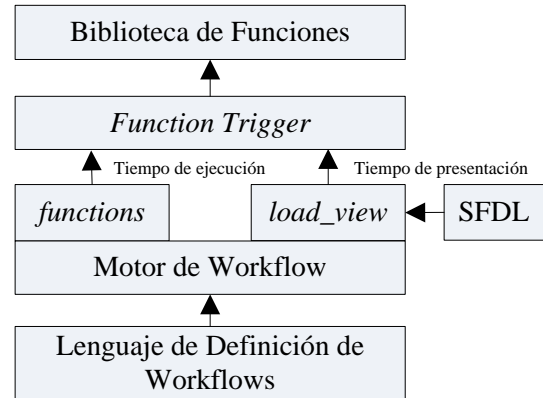 Biblioteca de Funciones
Function Trigger
Tiempo de ejecución
Tiempo de presentación
functions
load_view
SFDL
Motor de Workflow
Lenguaje de Definición de
Workflows